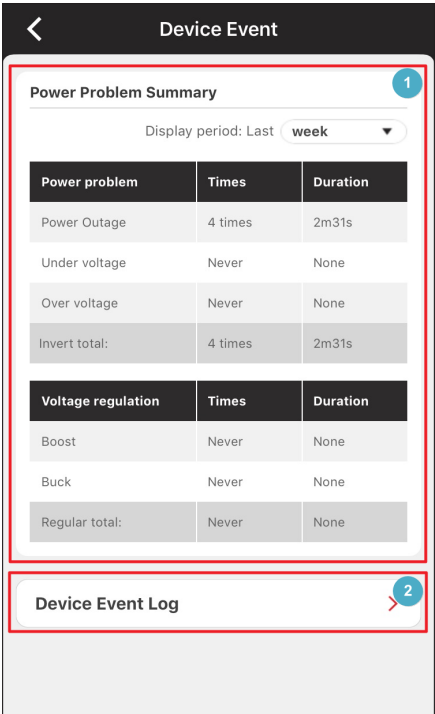 Device Event
1
Power Problem Summary
Display period: Last week
Power problem Times Duration
Power Outage 4 times 2m31s
Under voltage Never None
Over voltage Never None
Invert total: 4 times 2m31s
Voltage regulation Times Duration
Boost Never None
Buck Never None
Regular total: Never None
2
Device Event Log